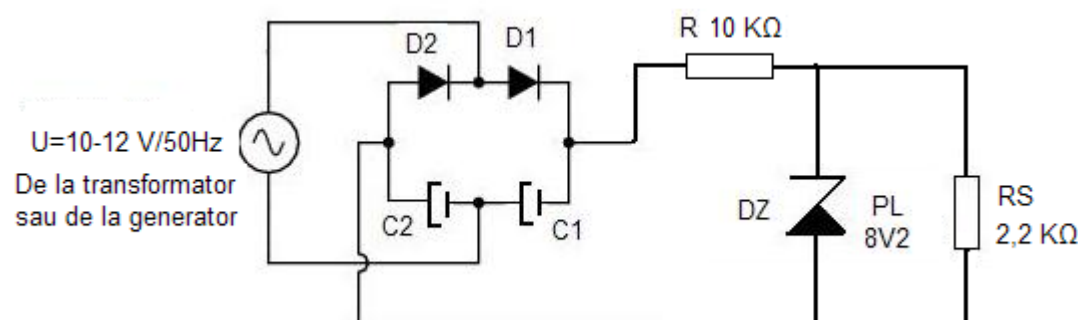 R 10 KΩ
D2
D1
U=10-12 V/50Hz
De la transformator
sau de la generator
C2
C1
DZ
PL
8V2
RS
2,2 KΩ